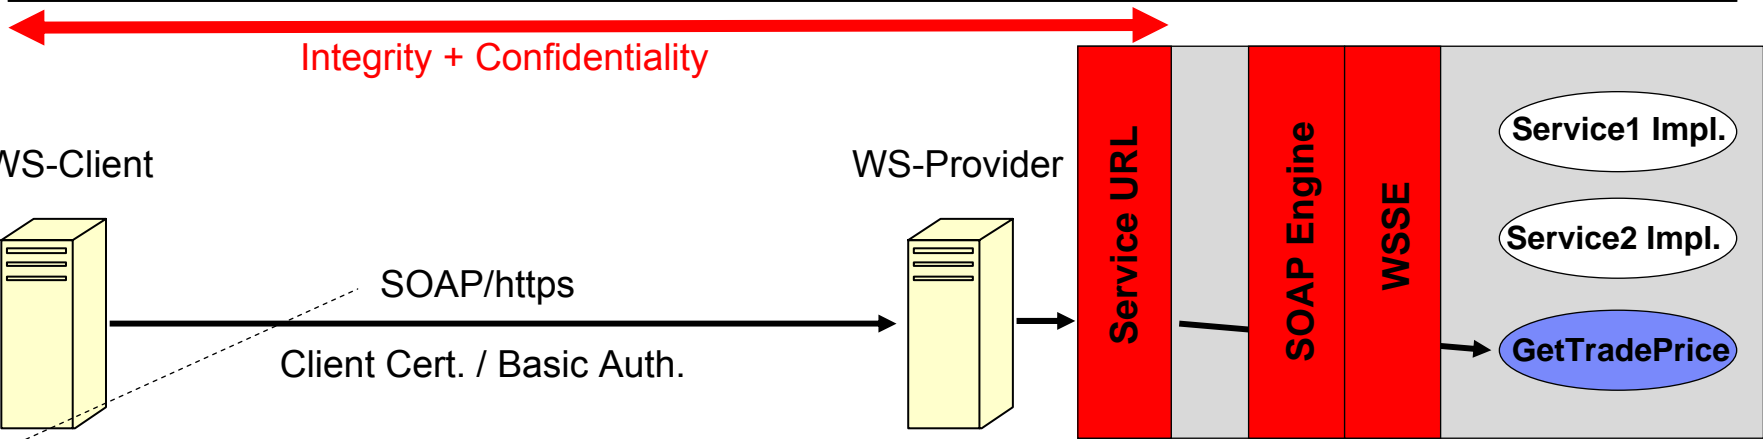 Integrity + Confidentiality
WS-Client
WS-Provider
Service URL
SOAP Engine
WSSE
Service1 Impl.
Service2 Impl.
GetTradePrice
SOAP/https
Client Cert. / Basic Auth.